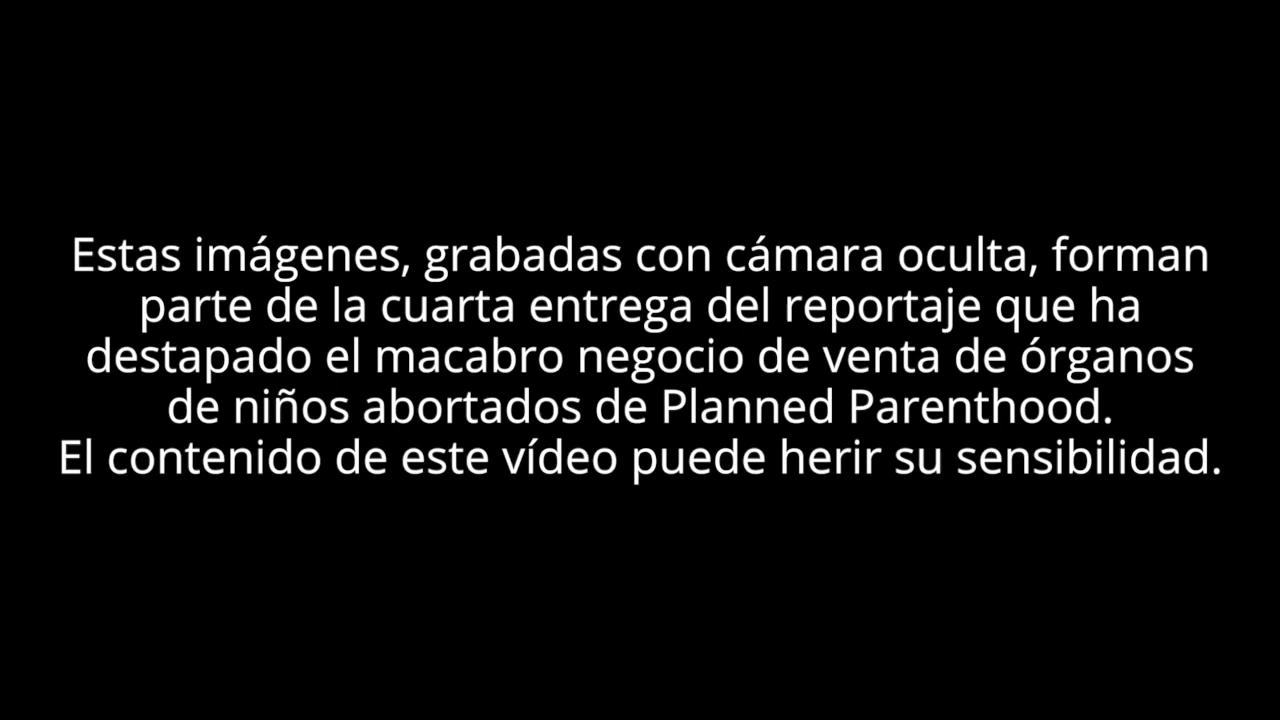 Estas imágenes, grabadas con cámara oculta, forman
parte de la cuarta entrega del reportaje que ha
destapado el macabro negocio de venta de órganos
de niños abortados de Planned Parenthood.
El contenido de este vídeo puede herir su sensibilidad.